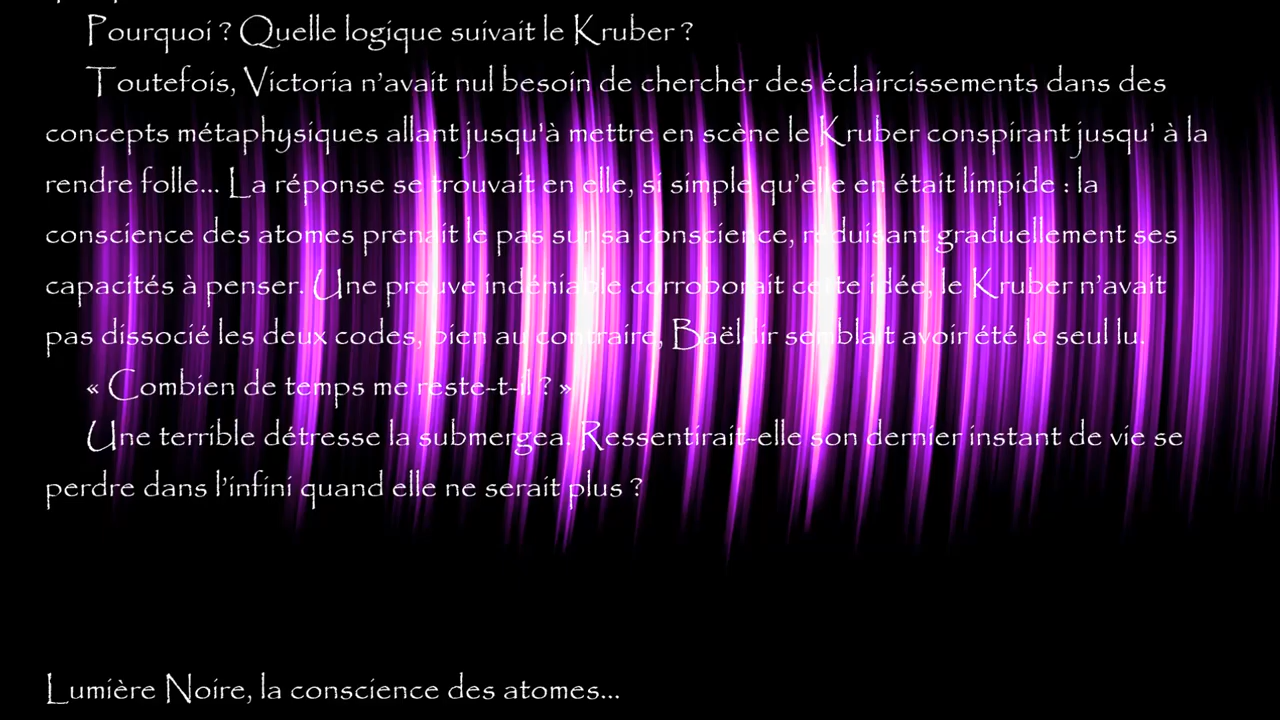 Pourquoi ? Quelle logique suivait le Kruber ?
Toutefois, Victoria n’avait nul besoin de chercher des éclaircissements dans des
concepts métaphysiques allant jusqu'à mettre en scène le Kruber conspirant jusqu' à la
rendre folle... La réponse se trouvait en elle, si simple qu’elle en était limpide : la
conscience des atomes prenait le pas sur sa conscience, réduisant graduellement ses
capacités à penser. Une preuve indéniable corroborait cette idée, le Kruber n’avait
pas dissocié les deux codes, bien au contraire, Baëldir semblait avoir été le seul lu.
« Combien de temps me reste-t-il ? »
Une terrible détresse la submergea. Ressentirait-elle son dernier instant de vie se
perdre dans l’infini quand elle ne serait plus ?
Lumière Noire, la conscience des atomes...